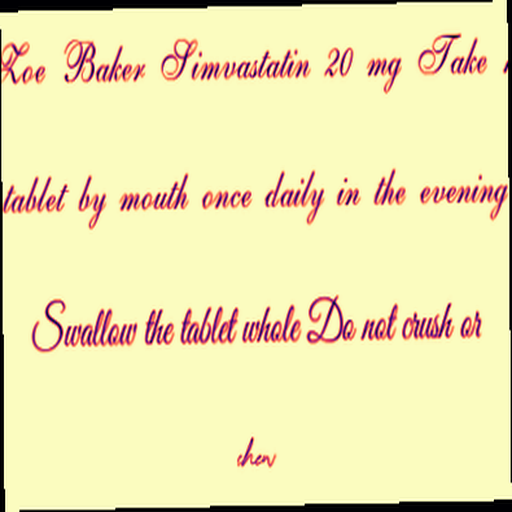 Zoe Baker Simvastatin 20 mg Take
tablet by mouth once daily in the evening
Swallow the tablet whole Do not crush or
chew